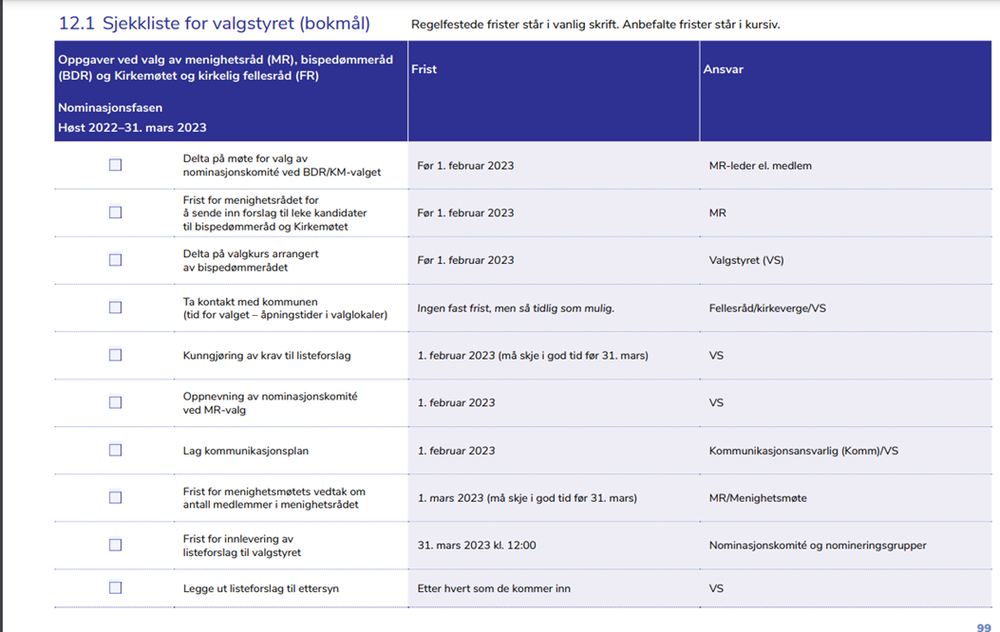 12.1 Sjekkliste for valgstyret (bokmål)
Regelfestede frister står i vanlig skrift. Anbefalte frister står i kursiv.
Oppgaver ved valg av menighetsråd (MR), bispedømmeråd
(BDR) og Kirkemøtet og kirkelig fellesråd (FR)
Nominasjonsfasen
Høst 2022–31. mars 2023
Frist
Ansvar
Delta på møte for valg av
nominasjonskomité ved BDR/KM-valget
Før 1. februar 2023
MR-leder el. medlem
Frist for menighetsrådet for
å sende inn forslag til leke kandidater
til bispedømmeråd og Kirkemøtet
Før 1. februar 2023
MR
Delta på valgkurs arrangert
av bispedømmerådet
Før 1. februar 2023
Valgstyret (VS)
Ta kontakt med kommunen
(tid for valget – åpningstider i valglokaler)
Ingen fast frist, men så tidlig som mulig.
Fellesråd/kirkeverge/VS
Kunngjøring av krav til listeforslag
1. februar 2023 (må skje i god tid før 31. mars)
VS
Oppnevning av nominasjonskomité
ved MR-valg
1. februar 2023
VS
Lag kommunikasjonsplan
1. februar 2023
Kommunikasjonsansvarlig (Komm)/VS
Frist for menighetsmøtets vedtak om
antall medlemmer i menighetsrådet
1. mars 2023 (må skje i god tid før 31. mars)
MR/Menighetsmøte
Frist for innlevering av
listeforslag til valgstyret
31. mars 2023 kl. 12:00
Nominasjonskomité og nomineringsgrupper
Legge ut listeforslag til ettersyn
Etter hvert som de kommer inn
VS
99